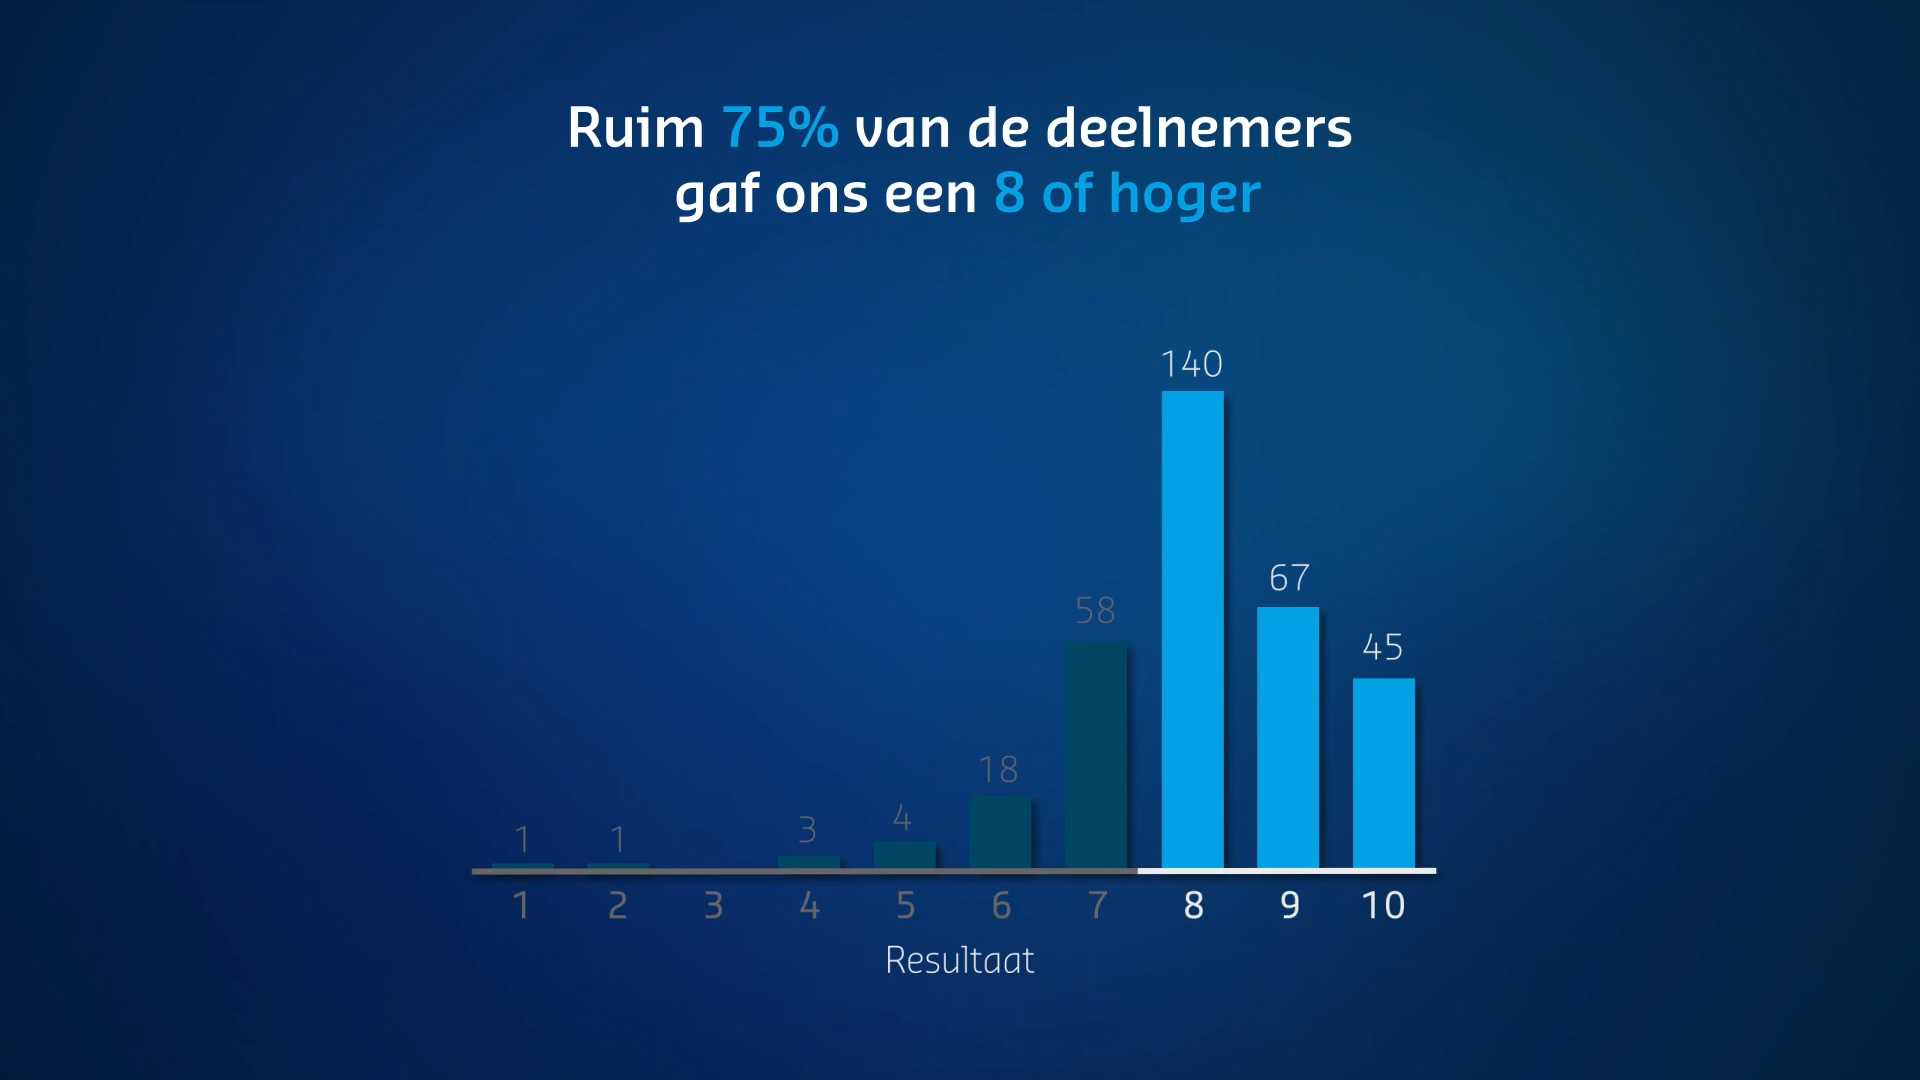 Ruim 75% van de deelnemers
gaf ons een 8 of hoger
140
67
58
45
18
4
3
1 1
1 2 3 4 5 6 7 8 9 10
Resultaat